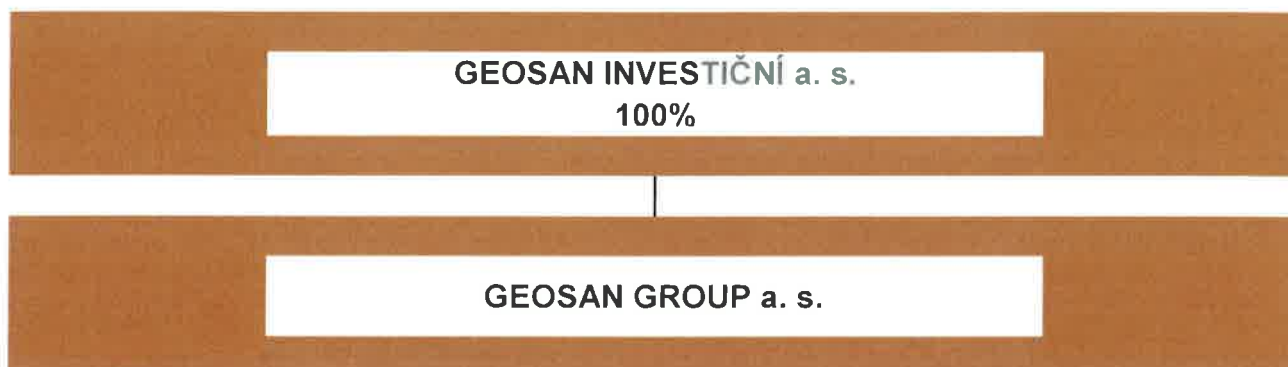 GEOSAN INVESTIČNÍ a. s.
100%
GEOSAN GROUP a. s.